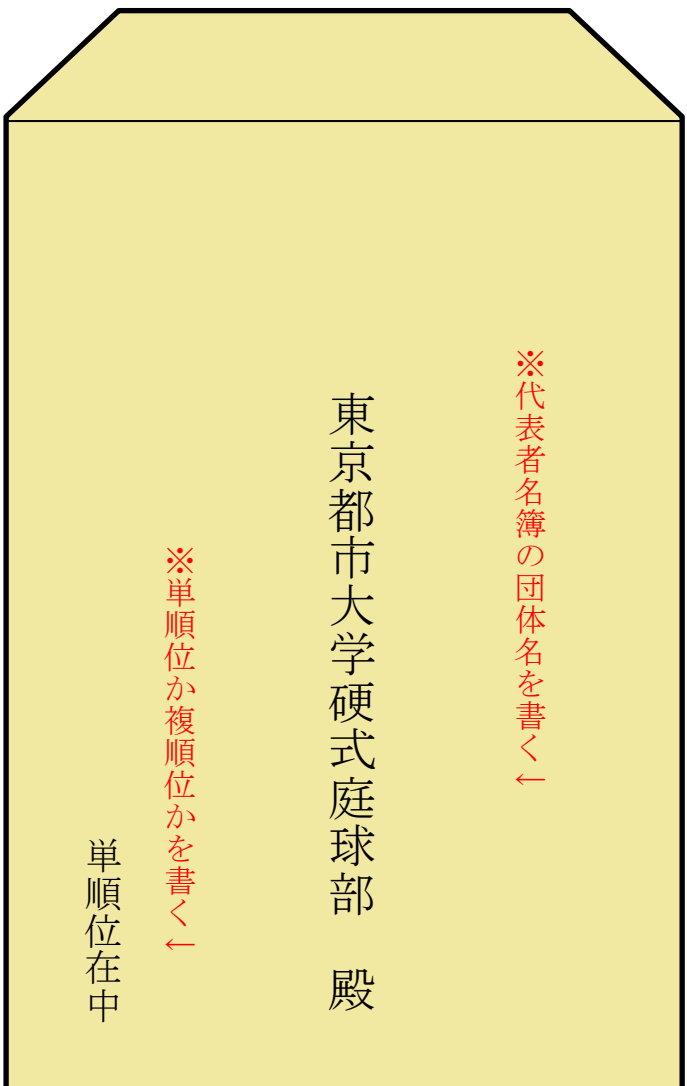 ※代表者名簿の団体名を書く←
東京都市大学硬式庭球部　殿
※単順位か複順位かを書く←
単順位在中